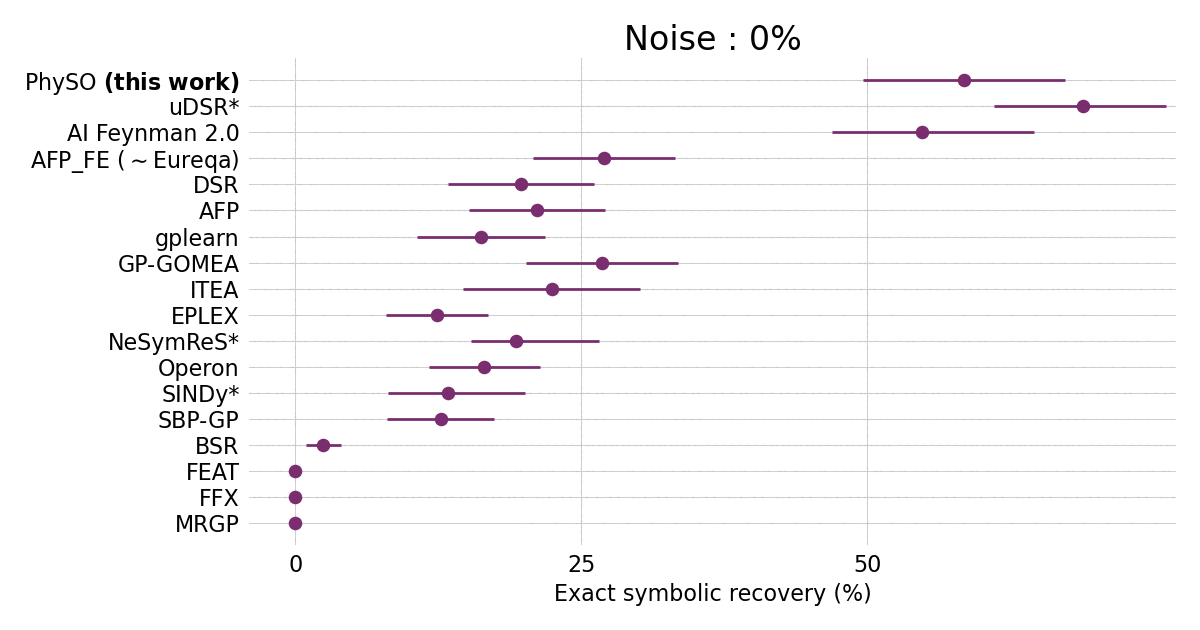 Noise : 0%
PhySO (this work)
uDSR*
AI Feynman 2.0
AFP_FE (∼Eureqa)
DSR
AFP
gplearn
GP-GOMEA
ITEA
EPLEX
NeSymReS*
Operon
SINDy*
SBP-GP
BSR
FEAT
FFX
MRGP
0 25 50
Exact symbolic recovery (%)